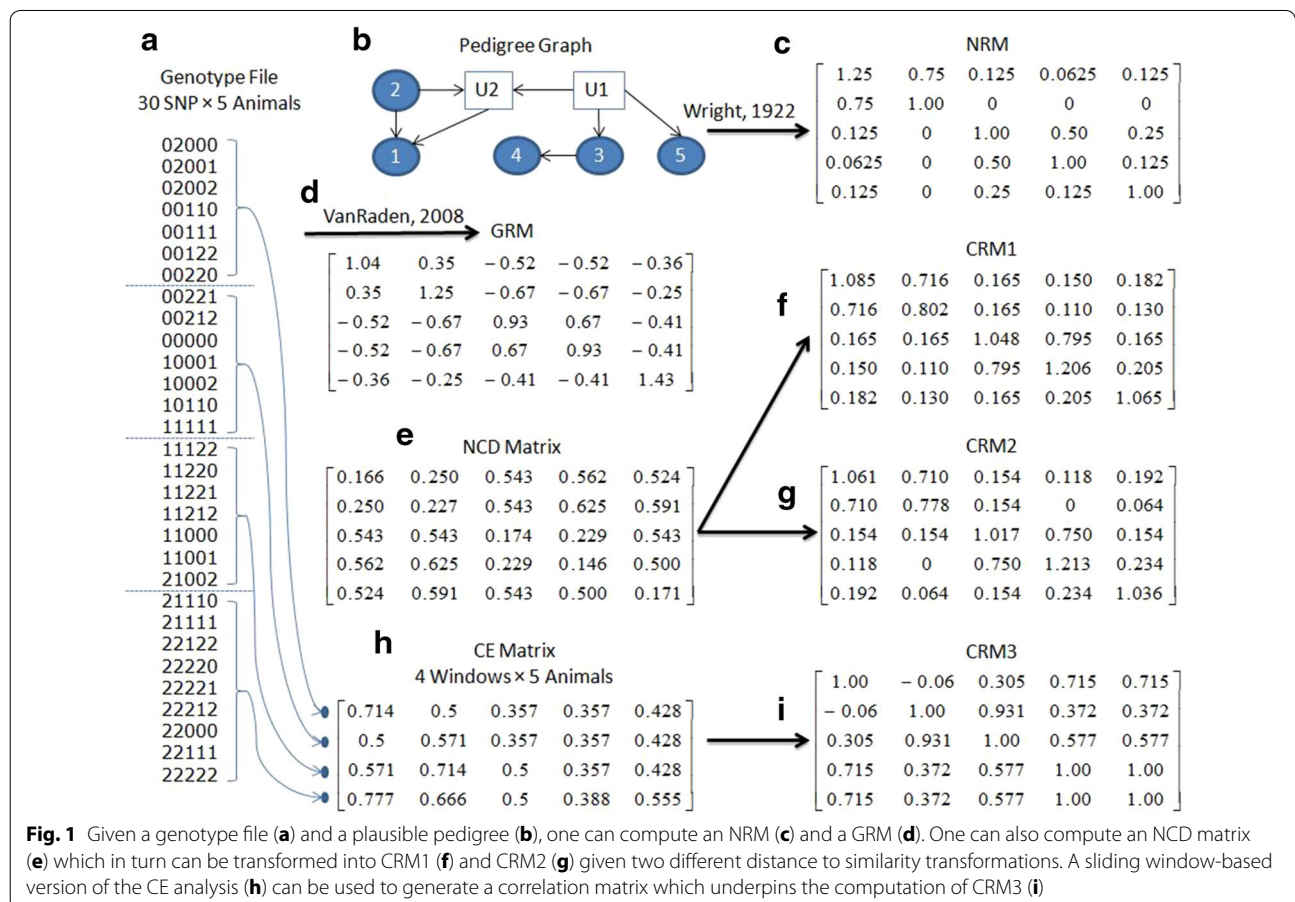 a
Genotype File
30 SNP × 5 Animals
02000
02001
02002
00110
00111
00122
00220
00221
00212
00000
10001
10002
10110
11111
11122
11220
11221
11212
11000
11001
21002
21110
21111
22122
22220
22221
22212
22000
22111
22222
b
Pedigree Graph
2
U2
U1
1
4
3
5
Wright, 1922
c
NRM
1.25 0.75 0.125 0.0625 0.125
0.75 1.00 0 0 0
0.125 0 1.00 0.50 0.25
0.0625 0 0.50 1.00 0.125
0.125 0 0.25 0.125 1.00
d
VanRaden, 2008
GRM
1.04 0.35 − 0.52 − 0.52 − 0.36
0.35 1.25 − 0.67 − 0.67 − 0.25
− 0.52 − 0.67 0.93 0.67 − 0.41
− 0.52 − 0.67 0.67 0.93 − 0.41
− 0.36 − 0.25 − 0.41 − 0.41 1.43
e
NCD Matrix
0.166 0.250 0.543 0.562 0.524
0.250 0.227 0.543 0.625 0.591
0.543 0.543 0.174 0.229 0.543
0.562 0.625 0.229 0.146 0.500
0.524 0.591 0.543 0.500 0.171
f
CRM1
1.085 0.716 0.165 0.150 0.182
0.716 0.802 0.165 0.110 0.130
0.165 0.165 1.048 0.795 0.165
0.150 0.110 0.795 1.206 0.205
0.182 0.130 0.165 0.205 1.065
g
CRM2
1.061 0.710 0.154 0.118 0.192
0.710 0.778 0.154 0 0.064
0.154 0.154 1.017 0.750 0.154
0.118 0 0.750 1.213 0.234
0.192 0.064 0.154 0.234 1.036
h
CE Matrix
4 Windows × 5 Animals
0.714 0.5 0.357 0.357 0.428
0.5 0.571 0.357 0.357 0.428
0.571 0.714 0.5 0.357 0.428
0.777 0.666 0.5 0.388 0.555
i
CRM3
1.00 − 0.06 0.305 0.715 0.715
− 0.06 1.00 0.931 0.372 0.372
0.305 0.931 1.00 0.577 0.577
0.715 0.372 0.577 1.00 1.00
0.715 0.372 0.577 1.00 1.00
Fig. 1 Given a genotype file (a) and a plausible pedigree (b), one can compute an NRM (c) and a GRM (d). One can also compute an NCD matrix
(e) which in turn can be transformed into CRM1 (f) and CRM2 (g) given two different distance to similarity transformations. A sliding window-based
version of the CE analysis (h) can be used to generate a correlation matrix which underpins the computation of CRM3 (i)